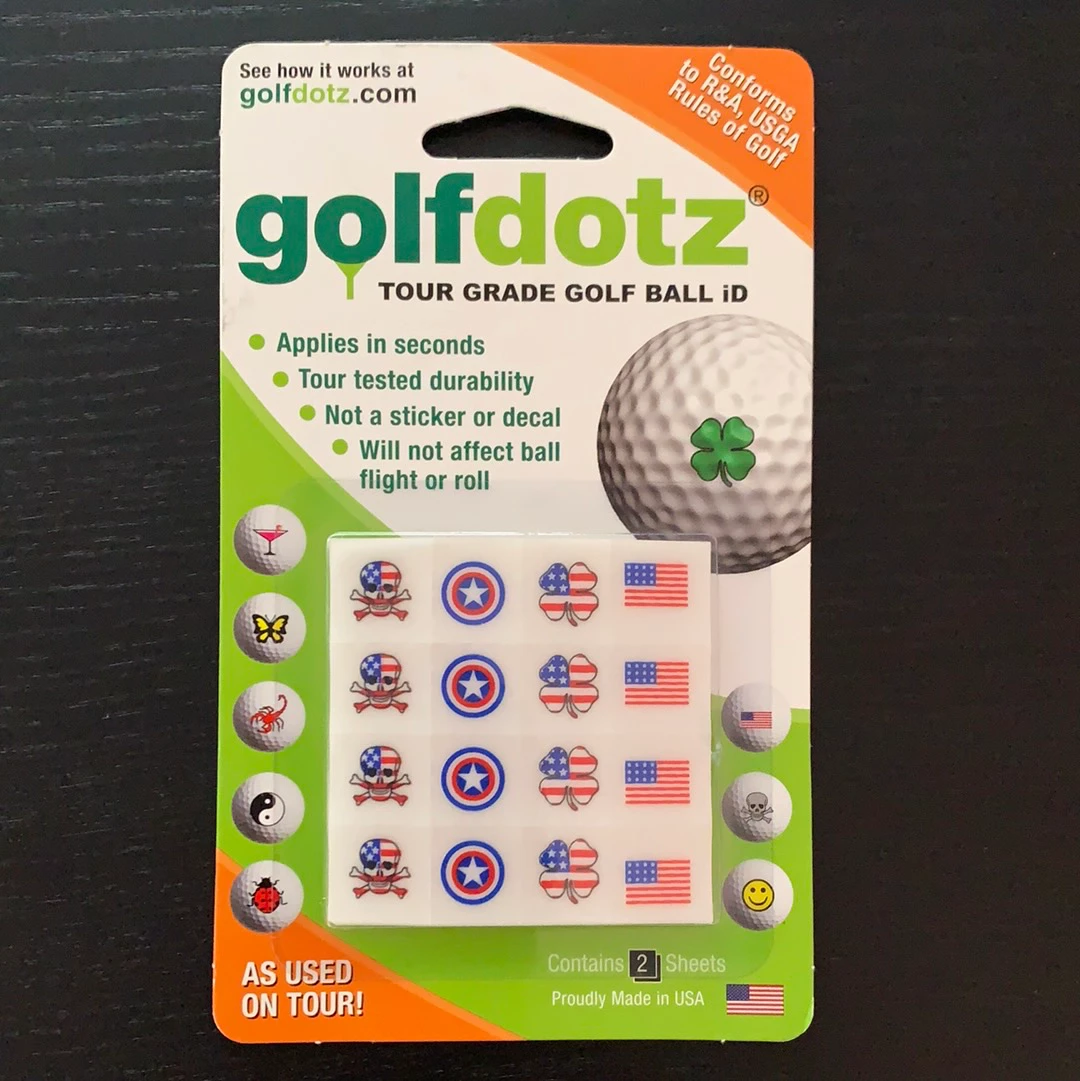 See how it works at
golfdotz.com
Conforms
to R&A, USGA
Rules of Golf
golfdotz®
TOUR GRADE GOLF BALL iD
Applies in seconds
Tour tested durability
Not a sticker or decal
Will not affect ball
flight or roll
AS USED
ON TOUR!
Contains 2 Sheets
Proudly Made in USA